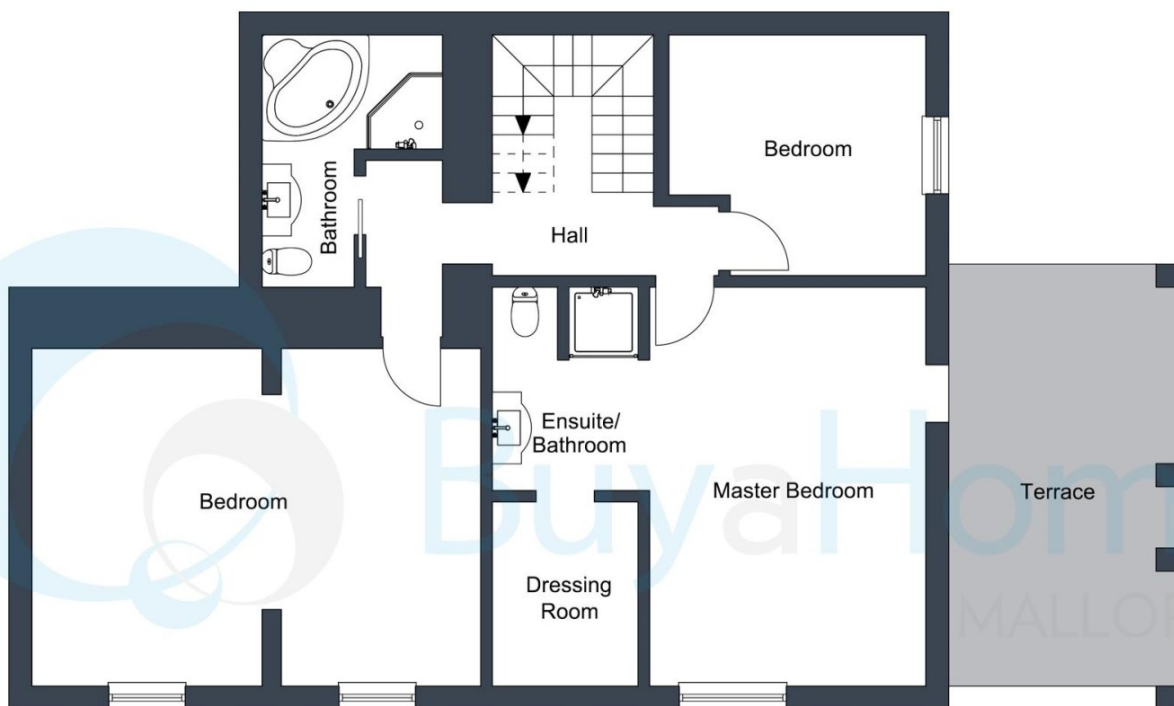 Bathroom
Bedroom
Hall
Ensuite/
Bathroom
Bedroom
Master Bedroom
Terrace
Dressing
Room
BuyaHom
MALLO